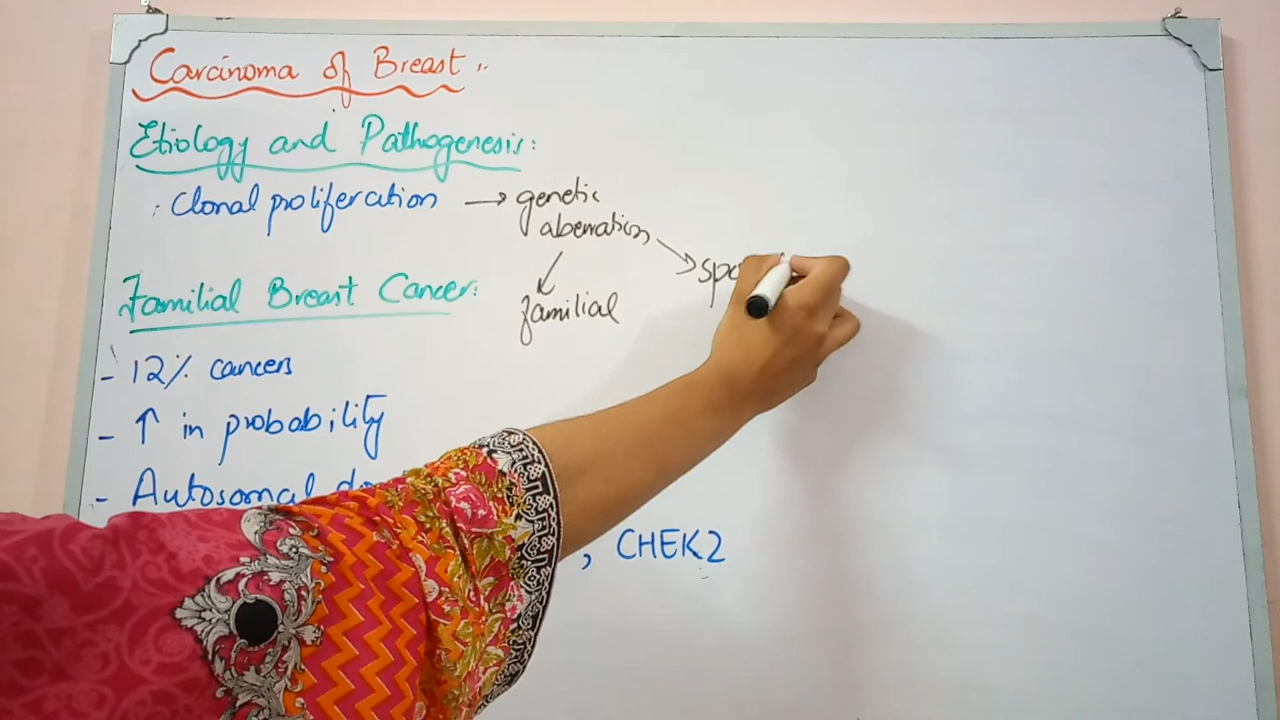 Carcinoma of Breast :.
Etiology and Pathogenesis:
Clonal proliferation → genetic
aberration
familial
Familial Breast Cancer:
- 12% cancers
- ↑ in probability
- Autosomal
, CHEK2